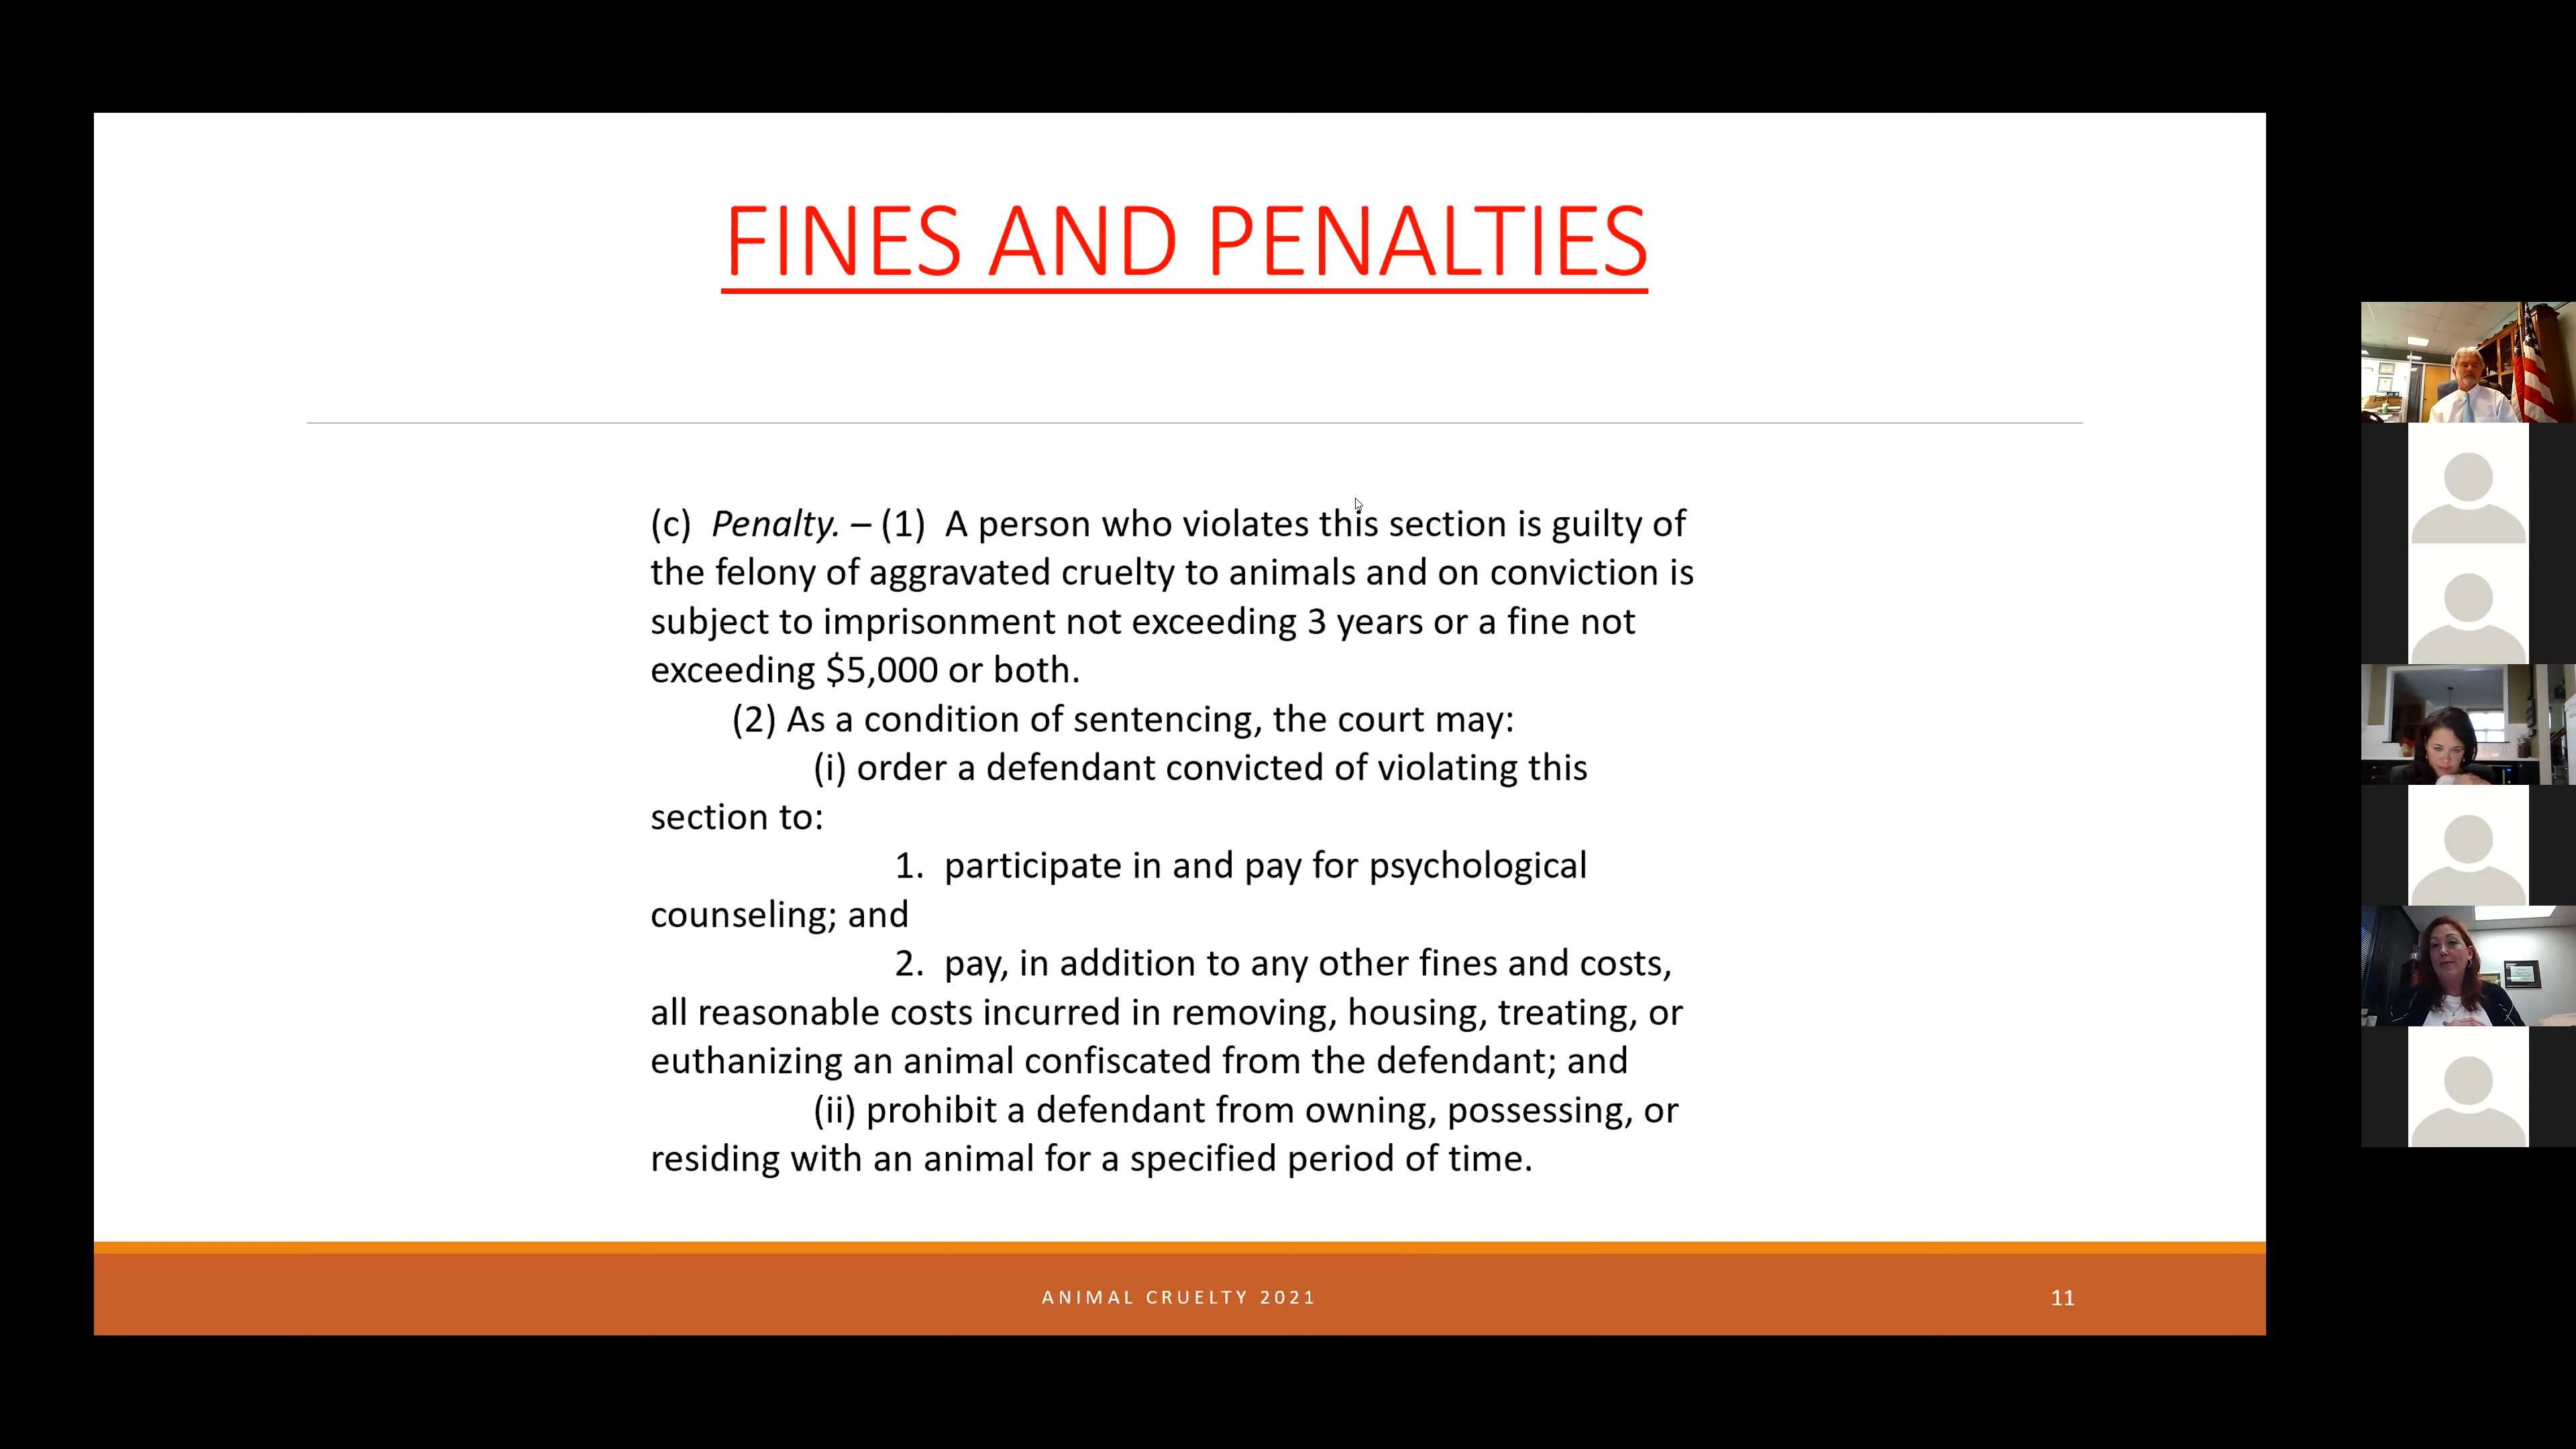 FINES AND PENALTIES
(c) Penalty. – (1) A person who violates this section is guilty of
the felony of aggravated cruelty to animals and on conviction is
subject to imprisonment not exceeding 3 years or a fine not
exceeding $5,000 or both.
(2) As a condition of sentencing, the court may:
(i) order a defendant convicted of violating this
section to:
1. participate in and pay for psychological
counseling; and
2. pay, in addition to any other fines and costs,
all reasonable costs incurred in removing, housing, treating, or
euthanizing an animal confiscated from the defendant; and
(ii) prohibit a defendant from owning, possessing, or
residing with an animal for a specified period of time.
ANIMAL CRUELTY 2021
11